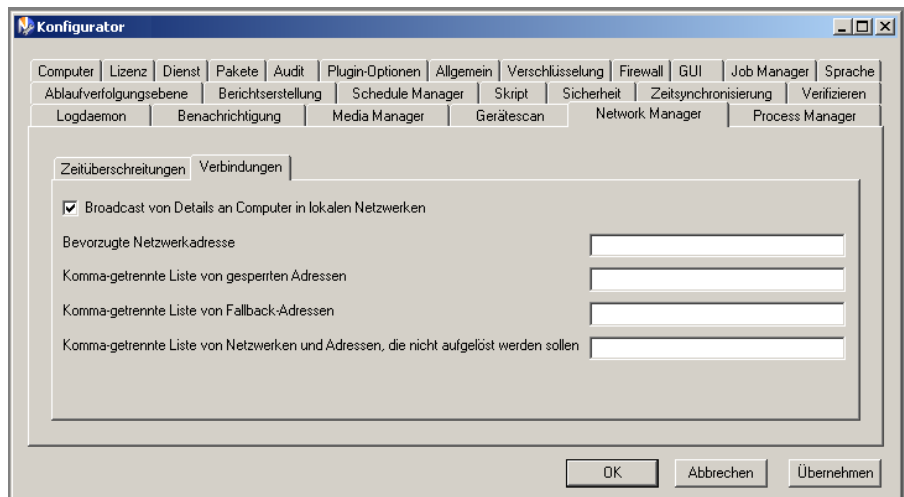 Konfigurator
Computer Lizenz Dienst Pakete Audit Plugin-Optionen Allgemein Verschlüsselung Firewall GUI Job Manager Sprache
Ablaufverfolgungsebene Berichtserstellung Schedule Manager Skript Sicherheit Zeitsynchronisierung Verifizieren
Logdaemon Benachrichtigung Media Manager Gerätescan Network Manager Process Manager
Zeitüberschreitungen Verbindungen
Broadcast von Details an Computer in lokalen Netzwerken
Bevorzugte Netzwerkadresse
Komma-getrennte Liste von gesperrten Adressen
Komma-getrennte Liste von Fallback-Adressen
Komma-getrennte Liste von Netzwerken und Adressen, die nicht aufgelöst werden sollen
OK Abbrechen Übernehmen